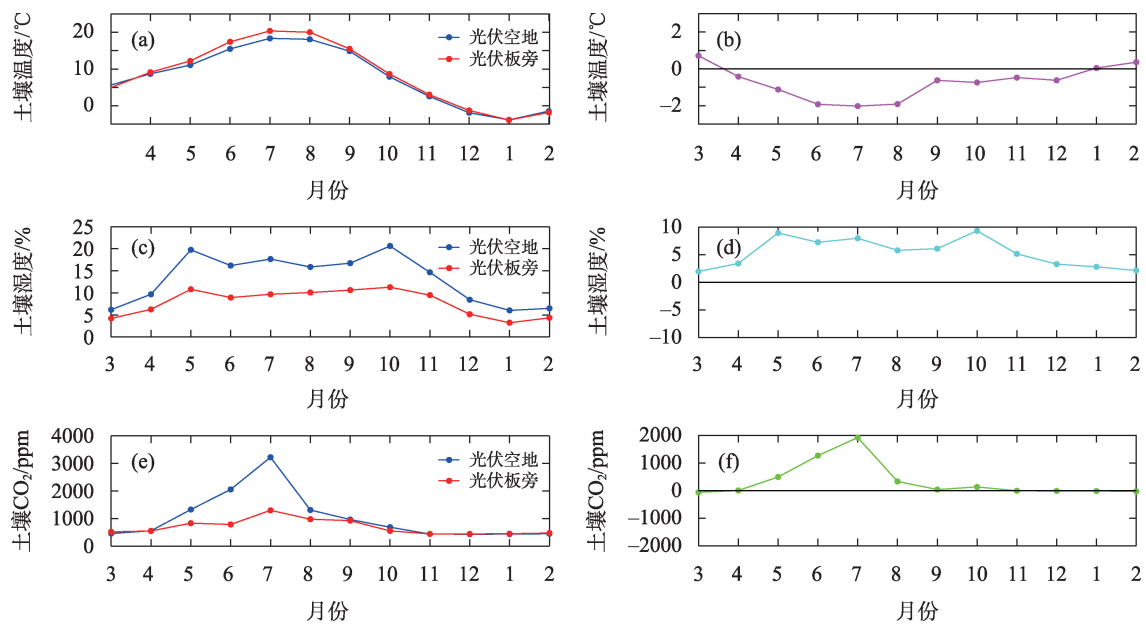 土壤温度/℃
20
10
0
(a)
光伏空地
光伏板旁
4 5 6 7 8 9 10 11 12 1 2
月份
土壤温度/℃
2
0
−2
(b)
3 4 5 6 7 8 9 10 11 12 1 2
月份
土壤湿度/%
25
20
15
10
5
0
(c)
光伏空地
光伏板旁
3 4 5 6 7 8 9 10 11 12 1 2
月份
土壤湿度/%
10
5
0
−5
−10
(d)
3 4 5 6 7 8 9 10 11 12 1 2
月份
土壤CO₂/ppm
4000
3000
2000
1000
0
(e)
光伏空地
光伏板旁
3 4 5 6 7 8 9 10 11 12 1 2
月份
土壤CO₂/ppm
2000
1000
0
−1000
−2000
(f)
3 4 5 6 7 8 9 10 11 12 1 2
月份